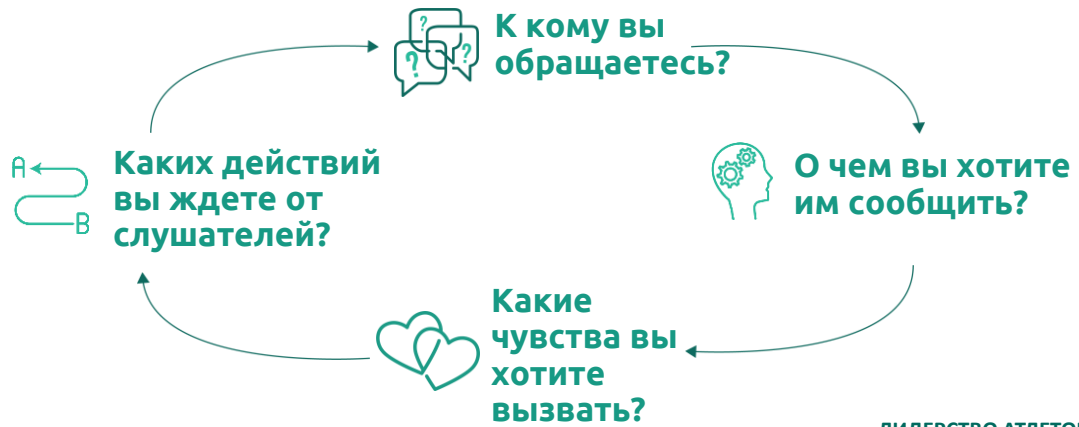 К кому вы
обращаетесь?
О чем вы хотите
им сообщить?
Какие
чувства вы
хотите
вызвать?
Каких действий
вы ждете от
слушателей?
A
B
? ? ?